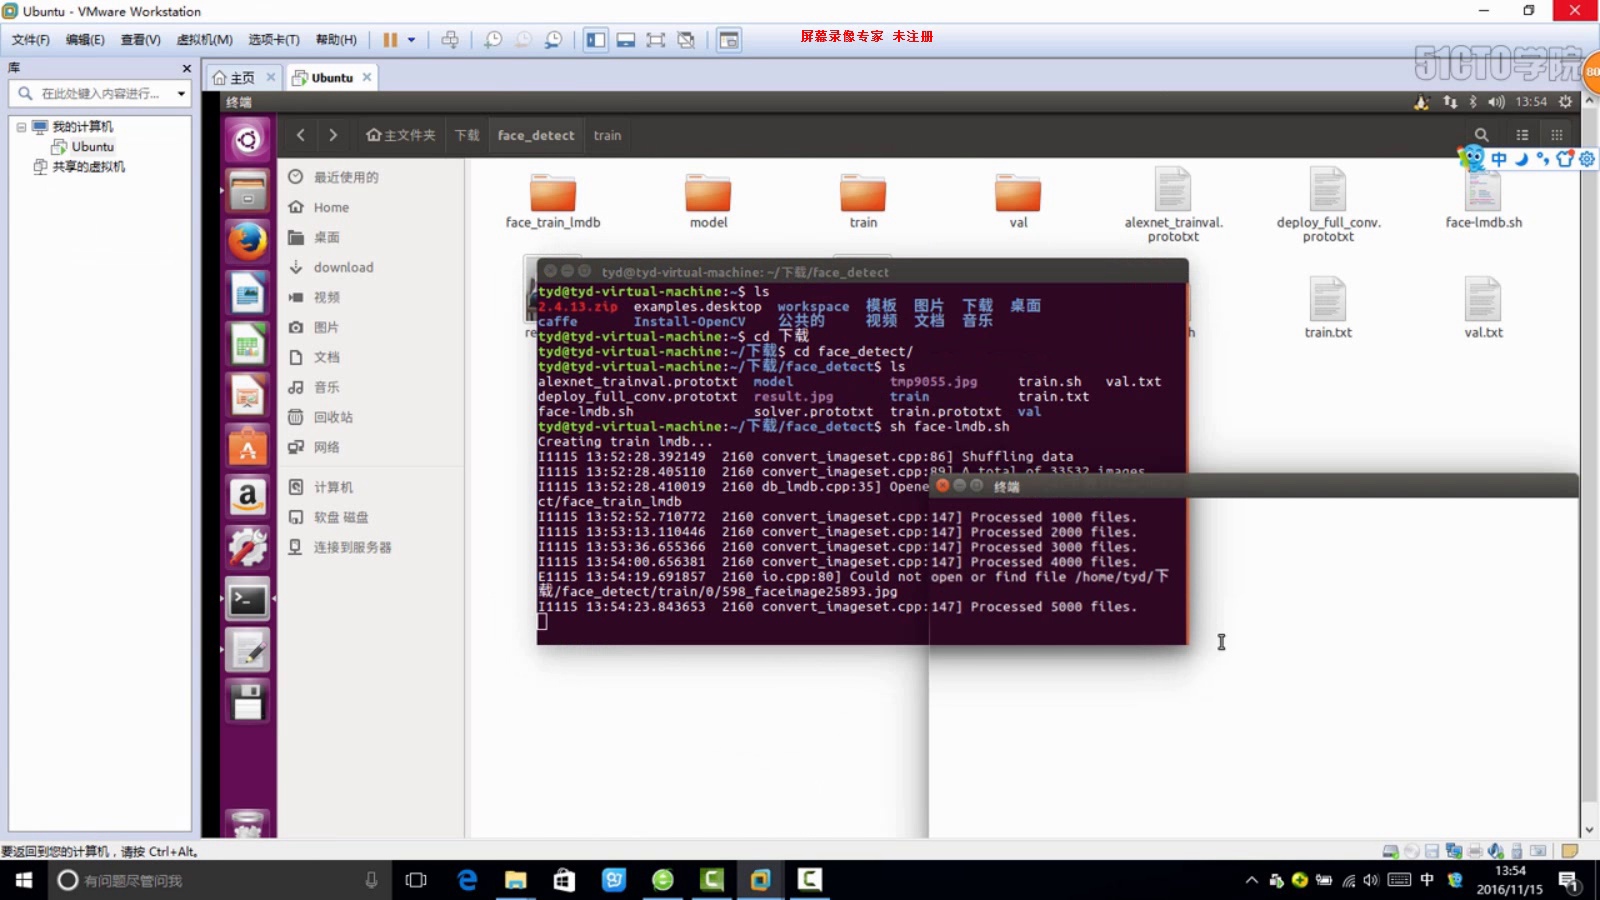 Ubuntu - VMware Workstation
文件(F) 编辑(E) 查看(V) 虚拟机(M) 选项卡(T) 帮助(H)
屏幕录像专家 未注册
51CTO学院
80
库
主页
Ubuntu
在此处键入内容进行...
我的计算机
Ubuntu
共享的虚拟机
终端
13:54
主文件夹 下载 face_detect train
中
最近使用的
Home
桌面
download
视频
图片
文档
音乐
回收站
网络
计算机
软盘 磁盘
连接到服务器
face_train_lmdb
model
train
val
alexnet_trainval.
prototxt
deploy_full_conv.
prototxt
face-lmdb.sh
train.txt
val.txt
tyd@tyd-virtual-machine: ~/下载/face_detect
tyd@tyd-virtual-machine:~$ ls
2.4.13.zip examples.desktop workspace 模板 图片 下载 桌面
caffe Install-OpenCV 公共的 视频 文档 音乐
tyd@tyd-virtual-machine:~$ cd 下载
tyd@tyd-virtual-machine:~/下载$ cd face_detect/
tyd@tyd-virtual-machine:~/下载/face_detect$ ls
alexnet_trainval.prototxt model tmp9055.jpg train.sh val.txt
deploy_full_conv.prototxt result.jpg train train.txt
face-lmdb.sh solver.prototxt train.prototxt val
tyd@tyd-virtual-machine:~/下载/face_detect$ sh face-lmdb.sh
Creating train lmdb...
I1115 13:52:28.392149 2160 convert_imageset.cpp:86] Shuffling data
I1115 13:52:28.405110 2160 convert_imageset.cpp:89] A total of 33532 images.
I1115 13:52:28.410019 2160 db_lmdb.cpp:35] Opene
ct/face_train_lmdb
I1115 13:52:52.710772 2160 convert_imageset.cpp:147] Processed 1000 files.
I1115 13:53:13.110446 2160 convert_imageset.cpp:147] Processed 2000 files.
I1115 13:53:36.655366 2160 convert_imageset.cpp:147] Processed 3000 files.
I1115 13:54:00.656381 2160 convert_imageset.cpp:147] Processed 4000 files.
E1115 13:54:19.691857 2160 io.cpp:80] Could not open or find file /home/tyd/下
载/face_detect/train/0/598_faceimage25893.jpg
I1115 13:54:23.843653 2160 convert_imageset.cpp:147] Processed 5000 files.
终端
要返回到您的计算机，请按 Ctrl+Alt。
有问题尽管问我
中
13:54
2016/11/15
1